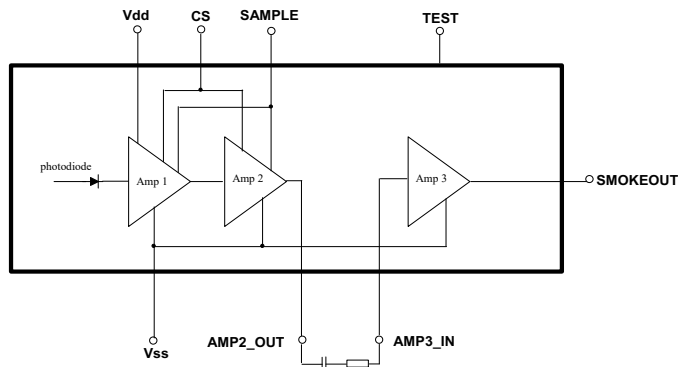 Vdd
CS
SAMPLE
TEST
photodiode
Amp 1
Amp 2
Amp 3
SMOKEOUT
Vss
AMP2_OUT
AMP3_IN